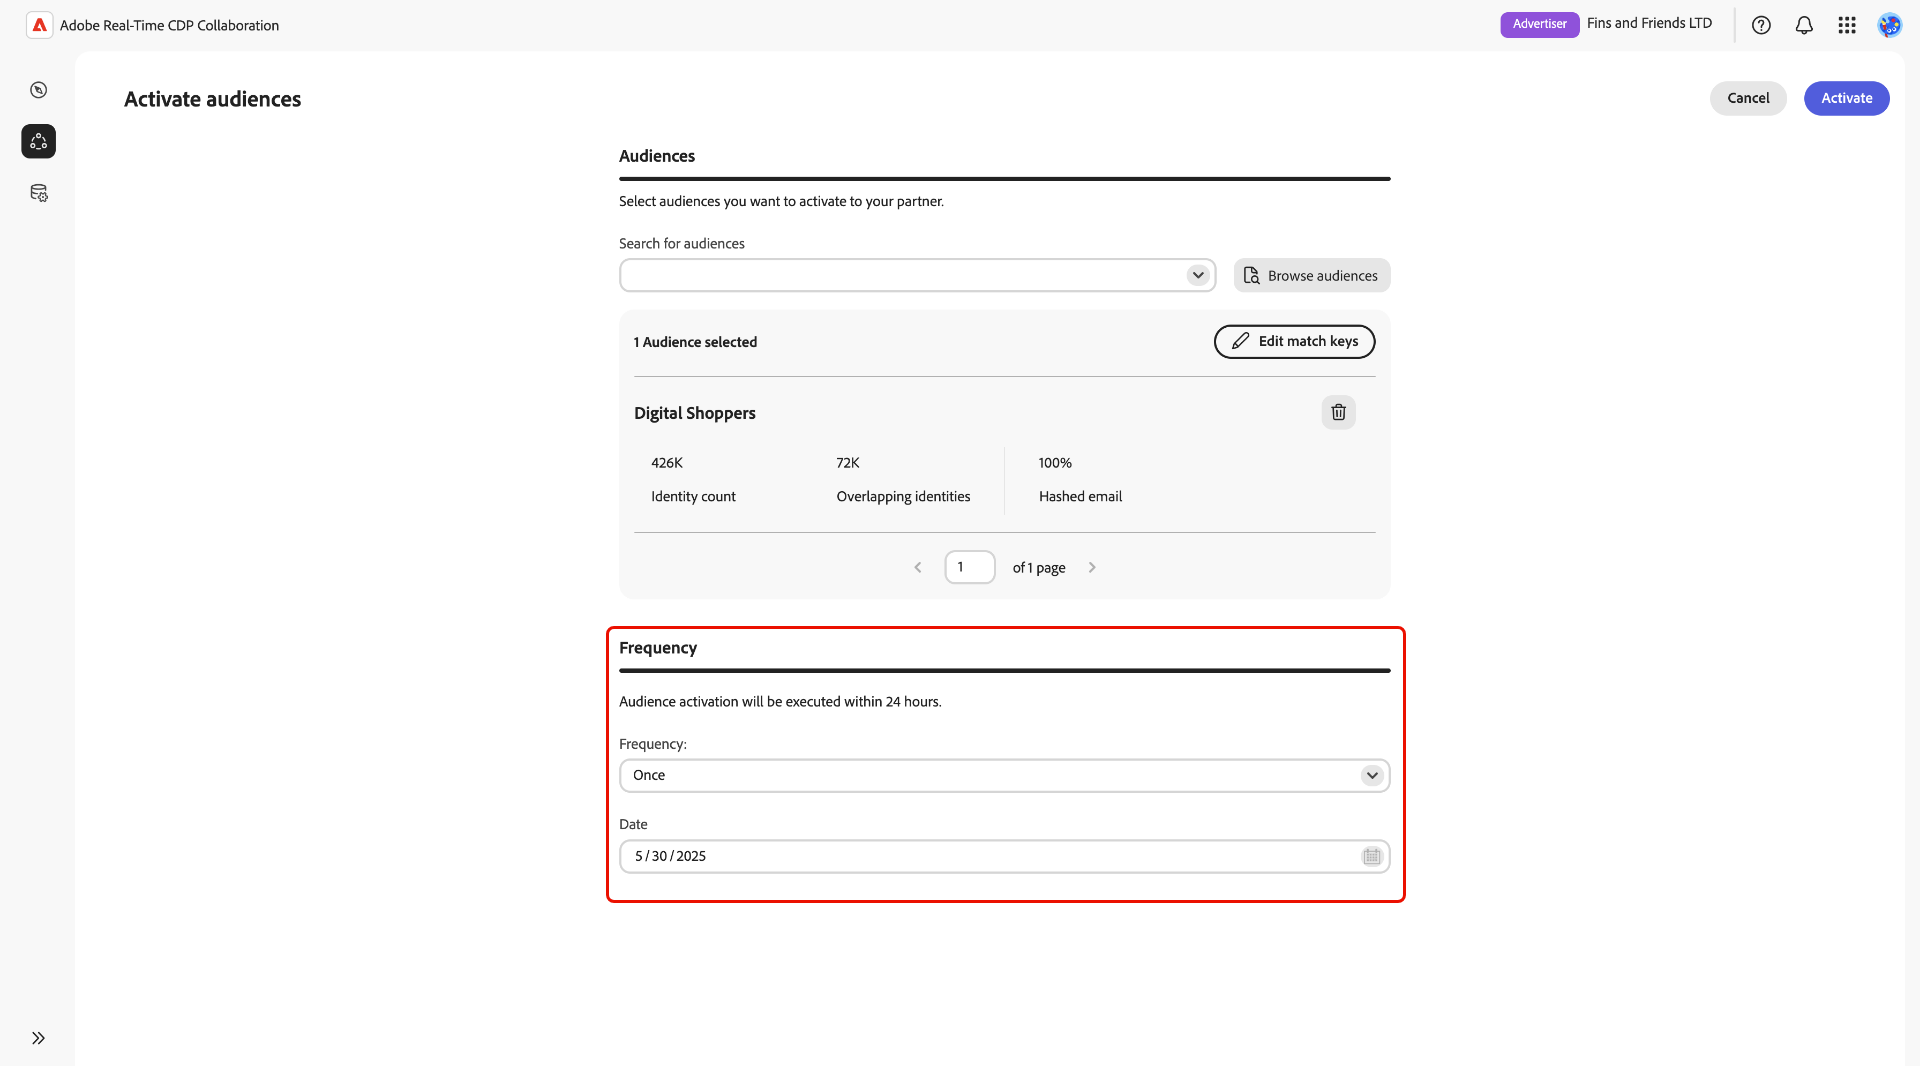 Adobe Real-Time CDP Collaboration
Advertiser
Fins and Friends LTD
Activate audiences
Cancel
Activate
Audiences
Select audiences you want to activate to your partner.
Search for audiences
Browse audiences
1 Audience selected
Edit match keys
Digital Shoppers
426K
72K
100%
Identity count
Overlapping identities
Hashed email
1
of 1 page
Frequency
Audience activation will be executed within 24 hours.
Frequency:
Once
Date
5 / 30 / 2025